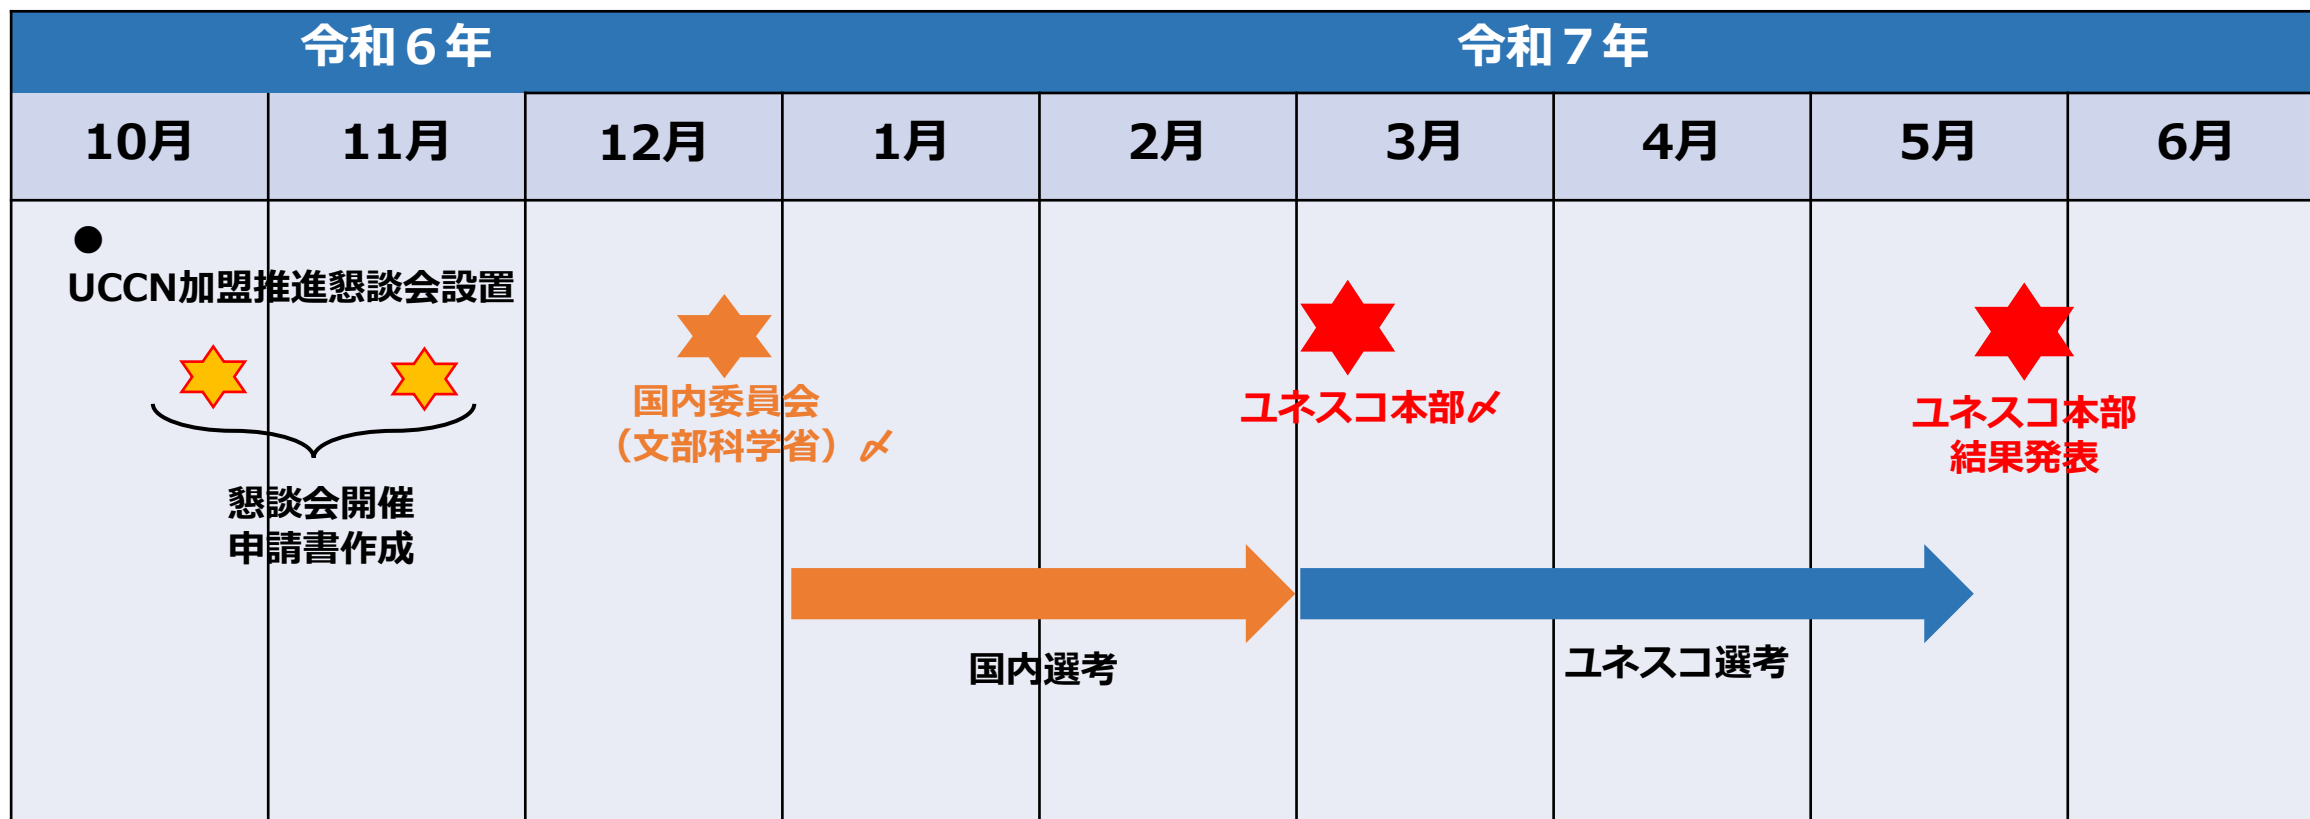 令和６年
令和７年
10月
11月
12月
1月
2月
3月
4月
5月
6月
●
UCCN加盟推進懇談会設置
懇談会開催
申請書作成
国内委員会
（文部科学省）〆
ユネスコ本部〆
ユネスコ本部
結果発表
国内選考
ユネスコ選考